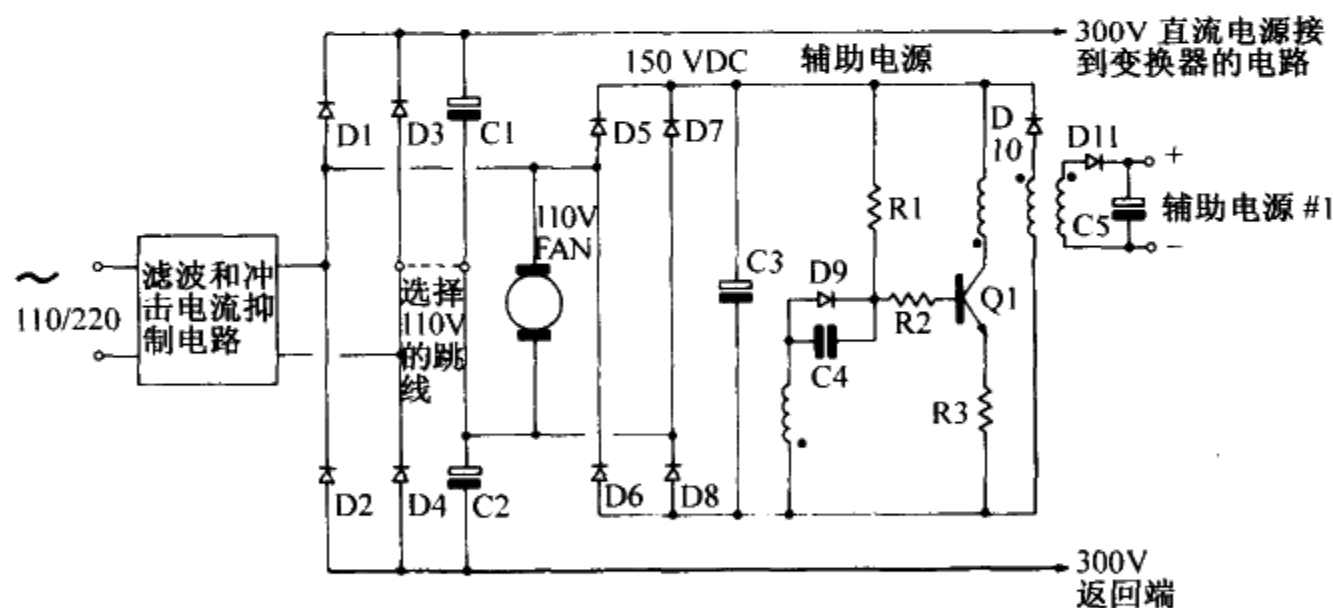 300V 直流电源接
到变换器的电路
150 VDC
辅助电源
D1
D3
C1
D5
D7
D
10
D11
+
辅助电源 #1
−
C5
R1
110V
FAN
C3
D9
Q1
R2
C4
R3
~
110/220
滤波和冲
击电流抑
制电路
选择
110V
的跳
线
D2
D4
C2
D6
D8
300V
返回端